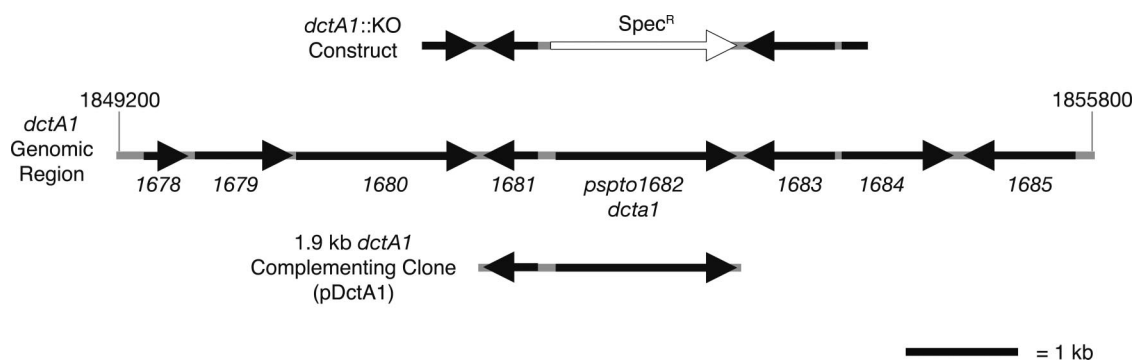 dctA1::KO
Construct
Spec^R
1849200
1855800
dctA1
Genomic
Region
1678 1679 1680 1681 pspto1682 1683 1684 1685
dcta1
1.9 kb dctA1
Complementing Clone
(pDctA1)
= 1 kb